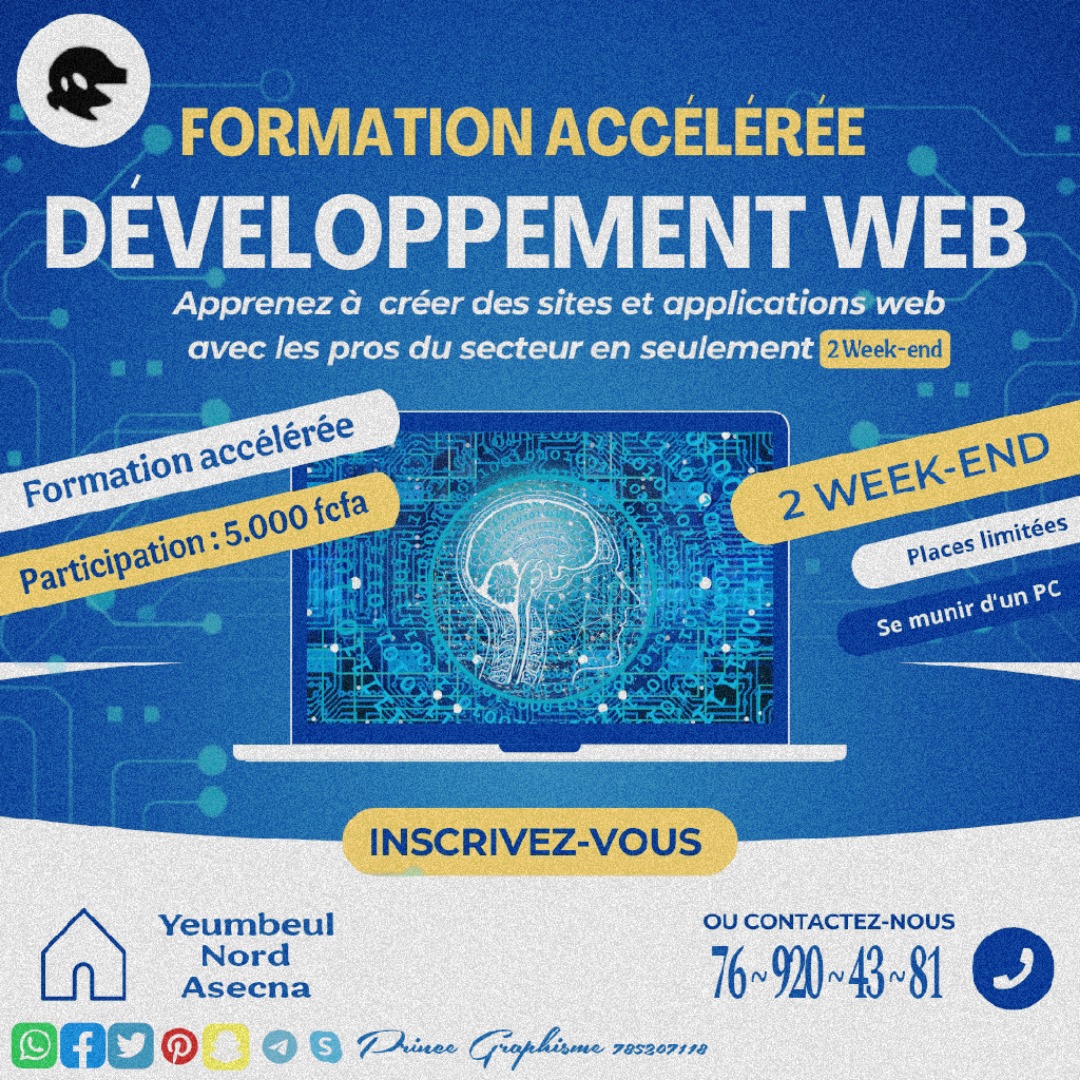 FORMATION ACCÉLÉRÉE
DÉVELOPPEMENT WEB
Apprenez à créer des sites et applications web
avec les pros du secteur en seulement 2 Week-end
Formation accélérée
Participation : 5.000 fcfa
2 WEEK-END
Places limitées
Se munir d'un PC
INSCRIVEZ-VOUS
Yeumbeul
Nord
Asecna
OU CONTACTEZ-NOUS
76~920~43~81
Prince Graphisme 785207118